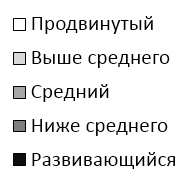 Продвинутый
Выше среднего
Средний
Ниже среднего
Развивающийся